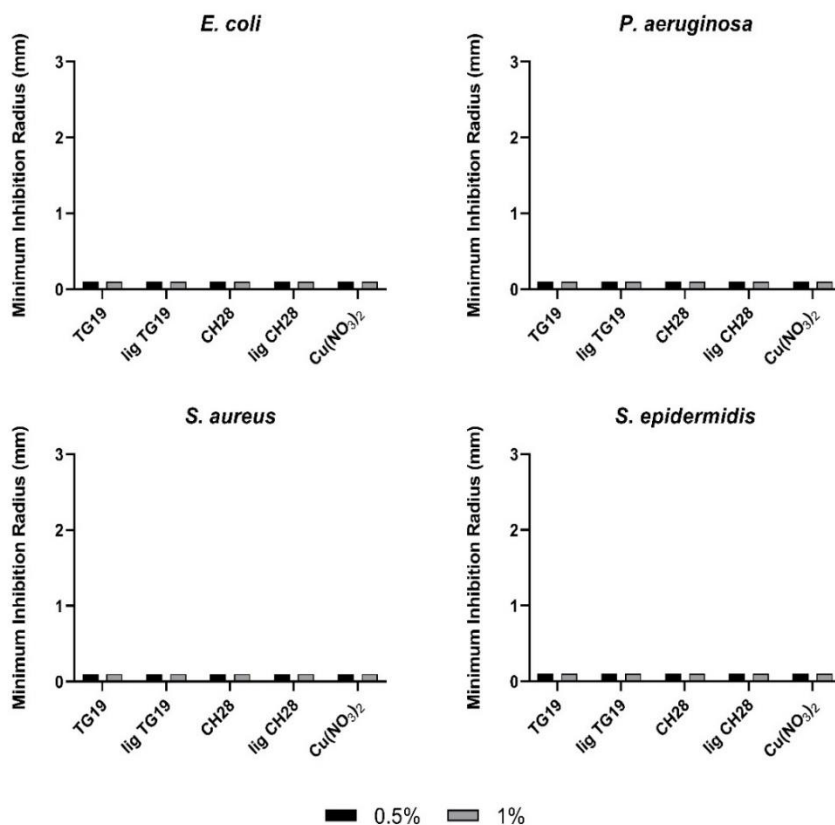 E. coli
Minimum Inhibition Radius (mm)
3
2
1
0
TG19
lig TG19
CH28
lig CH28
Cu(NO₃)₂
P. aeruginosa
Minimum Inhibition Radius (mm)
3
2
1
0
TG19
lig TG19
CH28
lig CH28
Cu(NO₃)₂
S. aureus
Minimum Inhibition Radius (mm)
3
2
1
0
TG19
lig TG19
CH28
lig CH28
Cu(NO₃)₂
S. epidermidis
Minimum Inhibition Radius (mm)
3
2
1
0
TG19
lig TG19
CH28
lig CH28
Cu(NO₃)₂
0.5% 1%